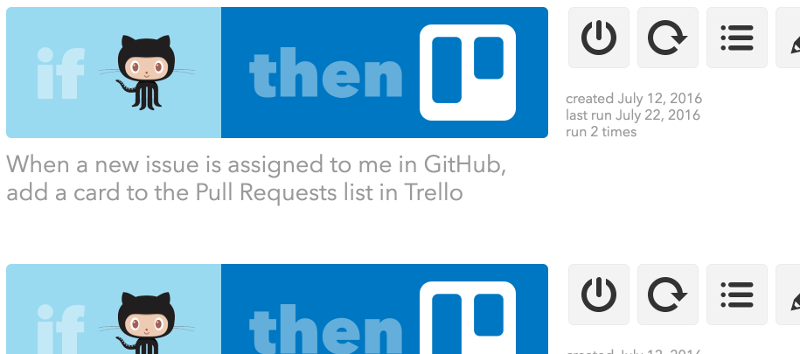 if then
created July 12, 2016
last run July 22, 2016
run 2 times
When a new issue is assigned to me in GitHub,
add a card to the Pull Requests list in Trello
if then